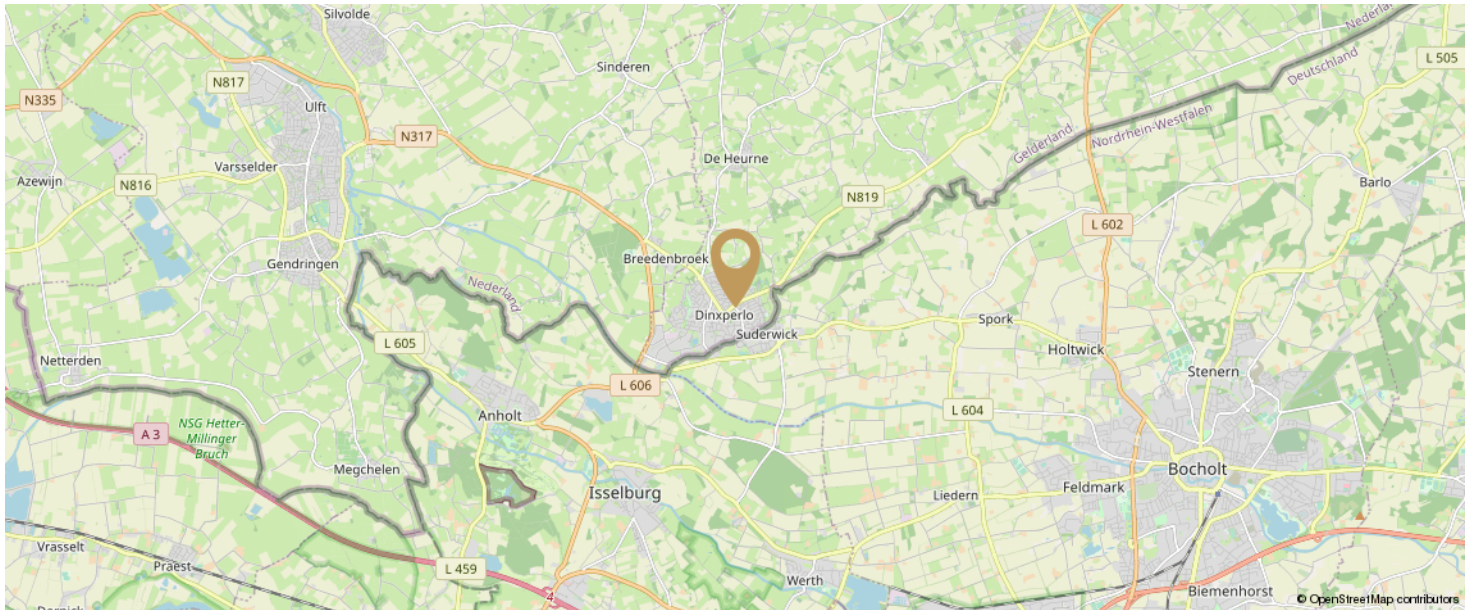 Silvolde
Nederland
Deutschland
L 505
N817
Sinderen
N335
Ulft
N317
Gelderland
Nordrhein-Westfalen
De Heurne
Varsselder
Azewijn
N816
N819
Barlo
L 602
Breedenbroek
Gendringen
Nederland
Dinxperlo
Spork
Suderwick
L 605
Holtwick
Netterden
Stenern
L 606
Anholt
L 604
NSG Hetter-
Millinger
Bruch
A 3
Megchelen
Bocholt
Isselburg
Feldmark
Liedern
Vrasselt
Praest
L 459
Werth
Biemenhorst
4
© OpenStreetMap contributors